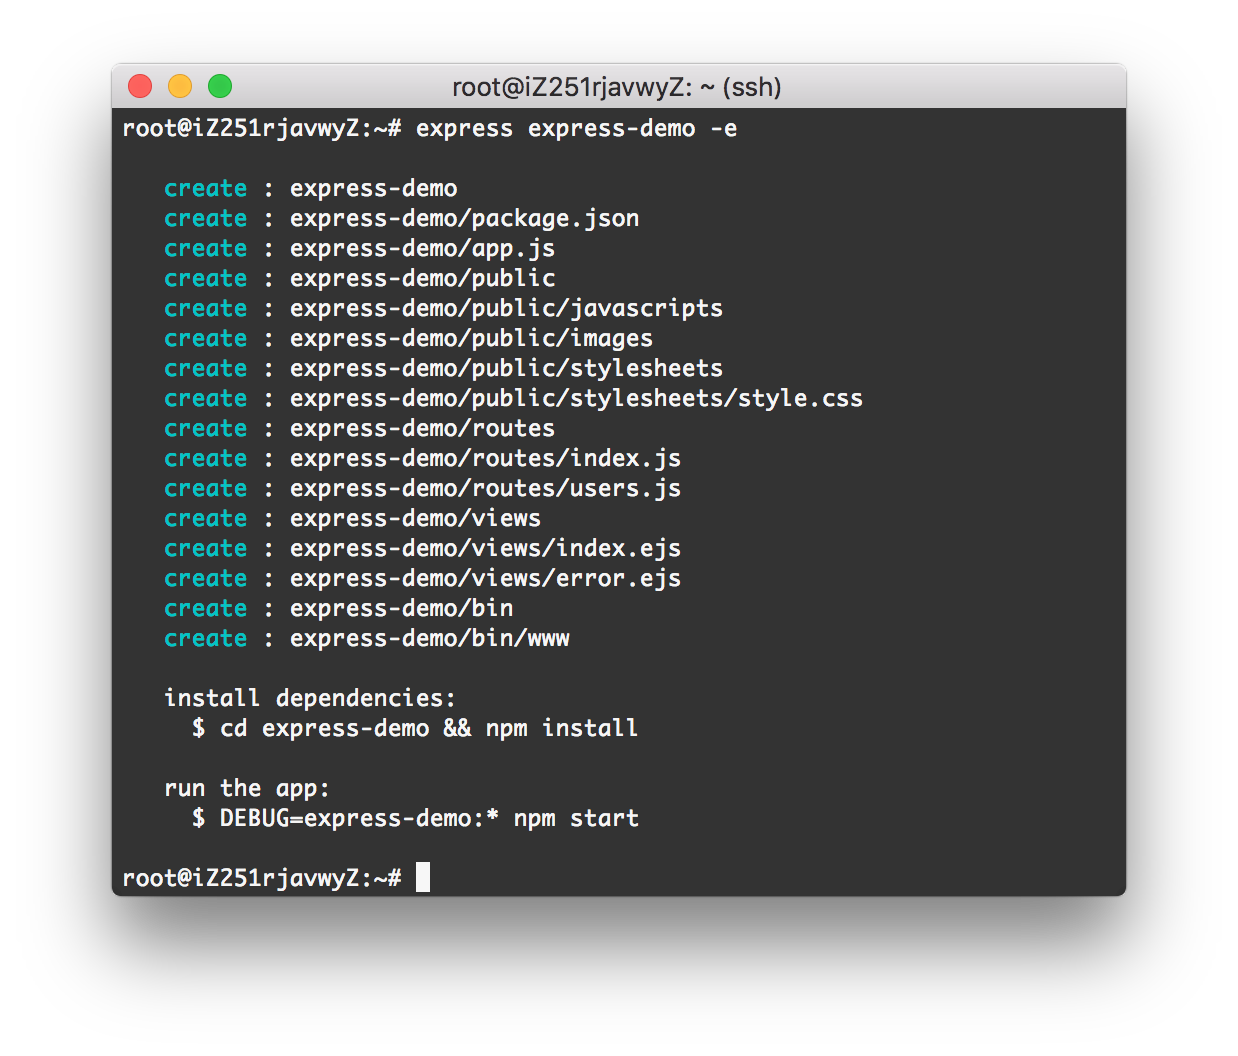 root@iZ251rjavwyZ: ~ (ssh)
root@iZ251rjavwyZ:~# express express-demo -e
create : express-demo
create : express-demo/package.json
create : express-demo/app.js
create : express-demo/public
create : express-demo/public/javascripts
create : express-demo/public/images
create : express-demo/public/stylesheets
create : express-demo/public/stylesheets/style.css
create : express-demo/routes
create : express-demo/routes/index.js
create : express-demo/routes/users.js
create : express-demo/views
create : express-demo/views/index.ejs
create : express-demo/views/error.ejs
create : express-demo/bin
create : express-demo/bin/www
install dependencies:
$ cd express-demo && npm install
run the app:
$ DEBUG=express-demo:* npm start
root@iZ251rjavwyZ:~#